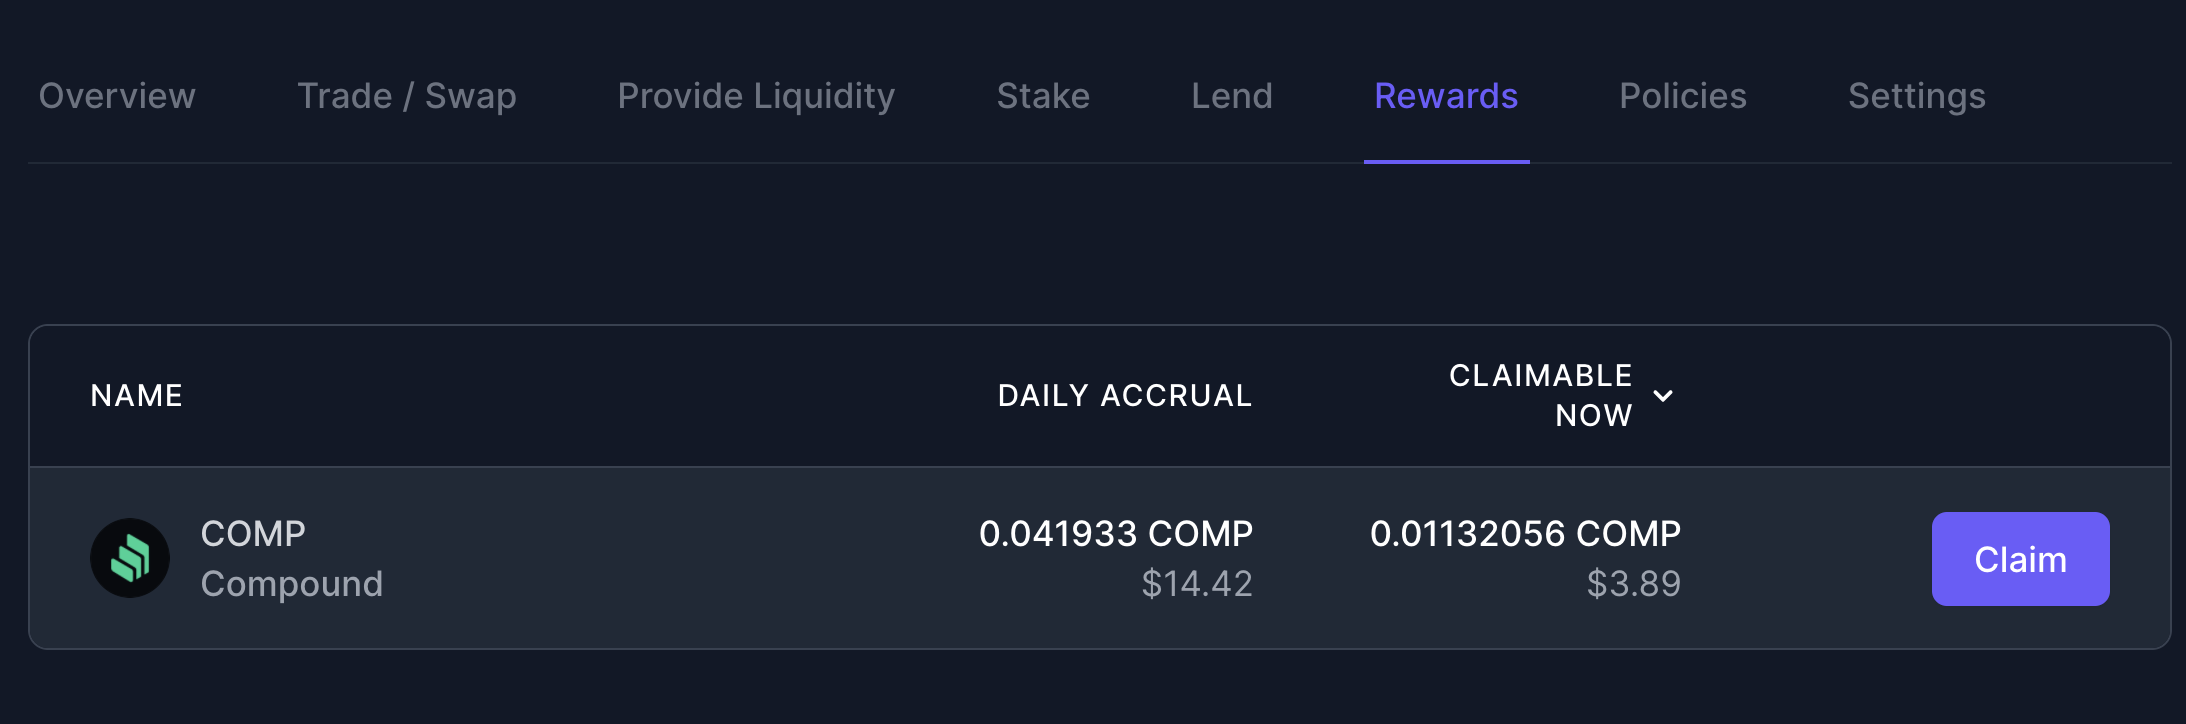 Overview Trade / Swap Provide Liquidity Stake Lend Rewards Policies Settings
NAME DAILY ACCRUAL CLAIMABLE
NOW
COMP 0.041933 COMP 0.01132056 COMP
Compound $14.42 $3.89
Claim